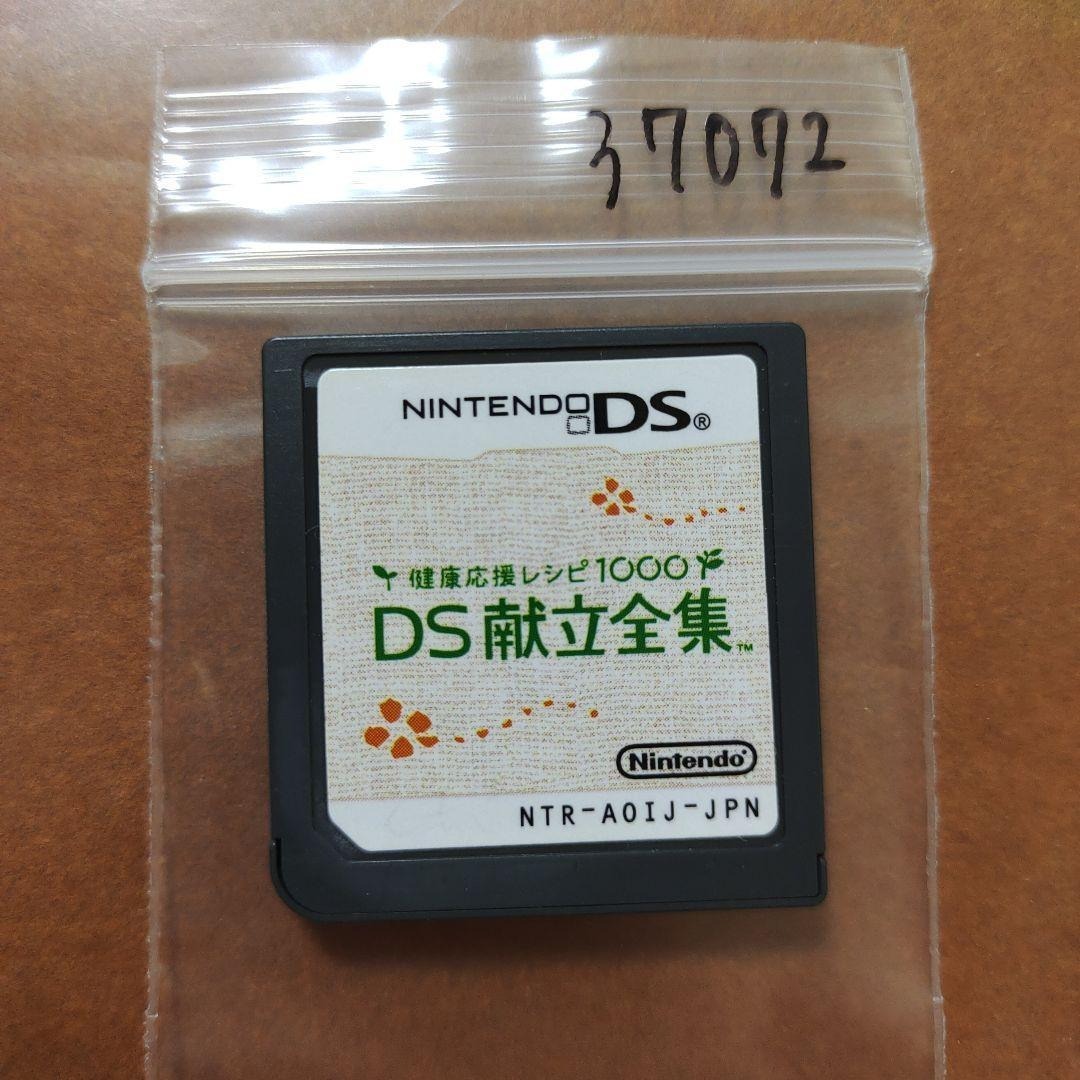 37072
NINTENDO DS®
健康応援レシピ1000
DS献立全集™
Nintendo®
NTR-A0IJ-JPN